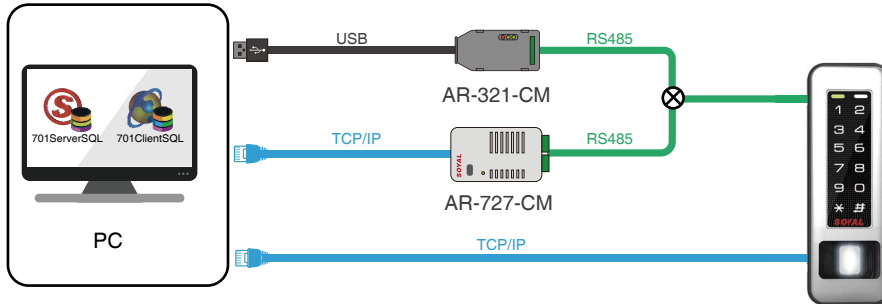 USB
RS485
AR-321-CM
701ServerSQL
701ClientSQL
TCP/IP
RS485
SOYAL
AR-727-CM
PC
TCP/IP
1 2
3 4
5 6
7 8
9 0
* #
SOYAL
S